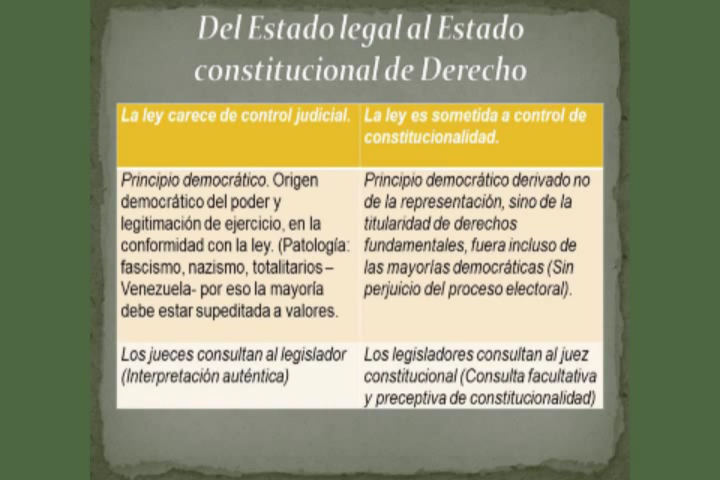 Del Estado legal al Estado
constitucional de Derecho
La ley carece de control judicial.
La ley es sometida a control de
constitucionalidad.
Principio democrático. Origen
democrático del poder y
legitimación de ejercicio, en la
conformidad con la ley. (Patología:
fascismo, nazismo, totalitarios –
Venezuela- por eso la mayoría
debe estar supeditada a valores.
Principio democrático derivado no
de la representación, sino de la
titularidad de derechos
fundamentales, fuera incluso de
las mayorías democráticas (Sin
perjuicio del proceso electoral).
Los jueces consultan al legislador
(Interpretación auténtica)
Los legisladores consultan al juez
constitucional (Consulta facultativa
y preceptiva de constitucionalidad)